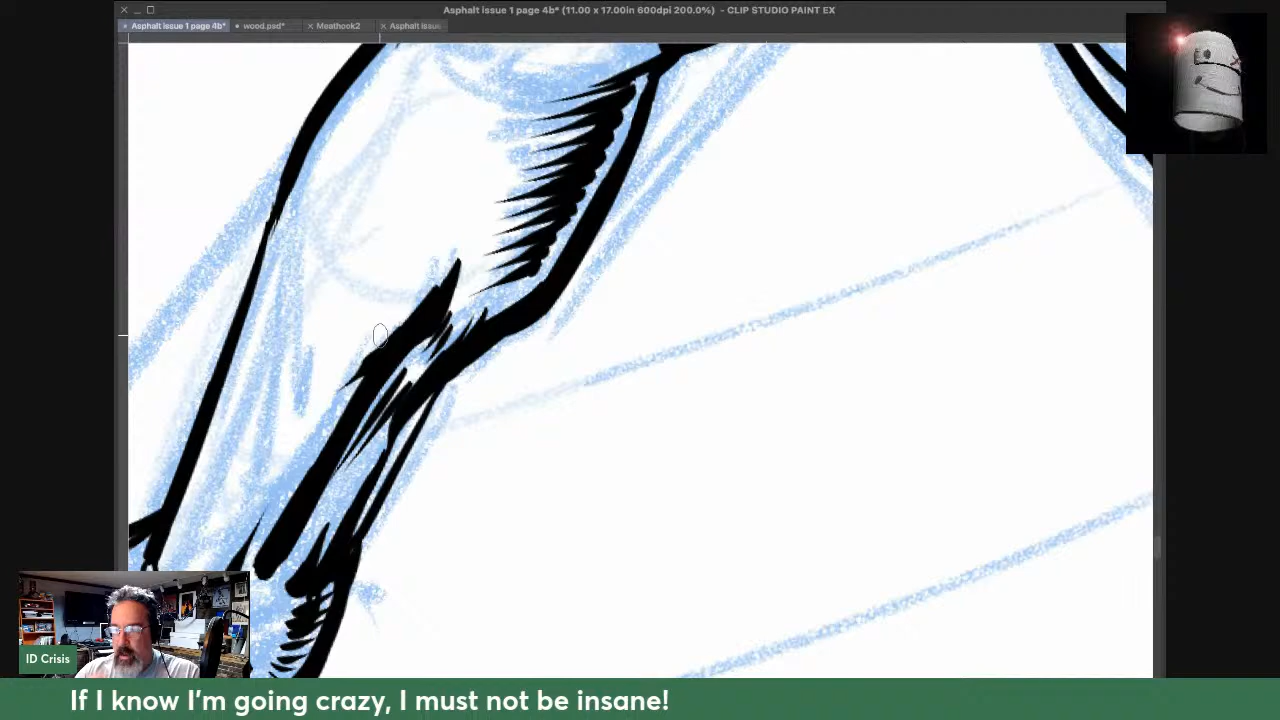 Asphalt issue 1 page 4b* (11.00 x 17.00in 600dpi 200.0%) - CLIP STUDIO PAINT EX
Asphalt issue 1 page 4b* wood.psd* Meathook2 Asphalt issue
ID Crisis
If I know I'm going crazy, I must not be insane!